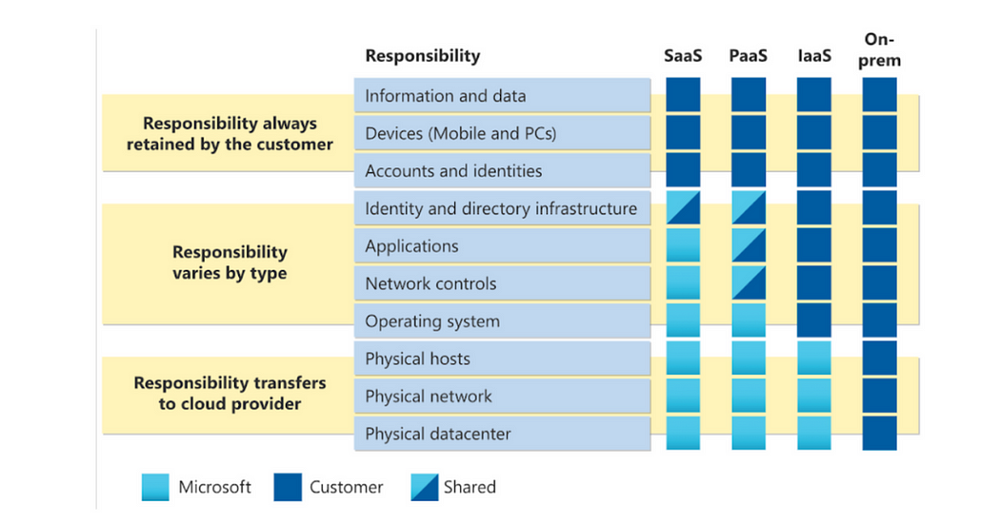 Responsibility
SaaS
PaaS
IaaS
On-
prem
Responsibility always
retained by the customer
Information and data
Devices (Mobile and PCs)
Accounts and identities
Responsibility
varies by type
Identity and directory infrastructure
Applications
Network controls
Operating system
Responsibility transfers
to cloud provider
Physical hosts
Physical network
Physical datacenter
Microsoft
Customer
Shared